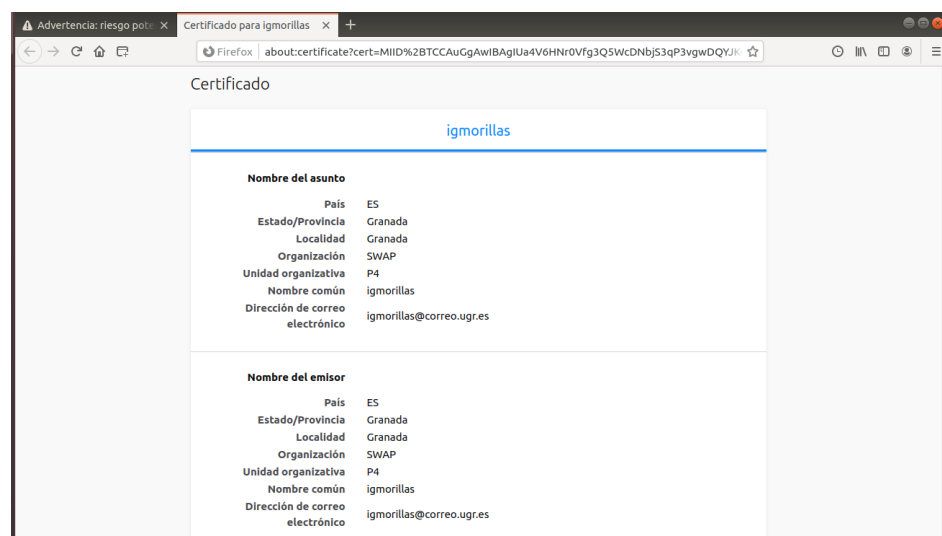 Advertencia: riesgo pote
Certificado para igmorillas
Firefox about:certificate?cert=MIID%2BTCCAuGgAwIBAgIUa4V6HNr0Vfg3Q5WcDNbjS3qP3vgwDQYJK
Certificado
igmorillas
Nombre del asunto
País ES
Estado/Provincia Granada
Localidad Granada
Organización SWAP
Unidad organizativa P4
Nombre común igmorillas
Dirección de correo
electrónico igmorillas@correo.ugr.es
Nombre del emisor
País ES
Estado/Provincia Granada
Localidad Granada
Organización SWAP
Unidad organizativa P4
Nombre común igmorillas
Dirección de correo
electrónico igmorillas@correo.ugr.es